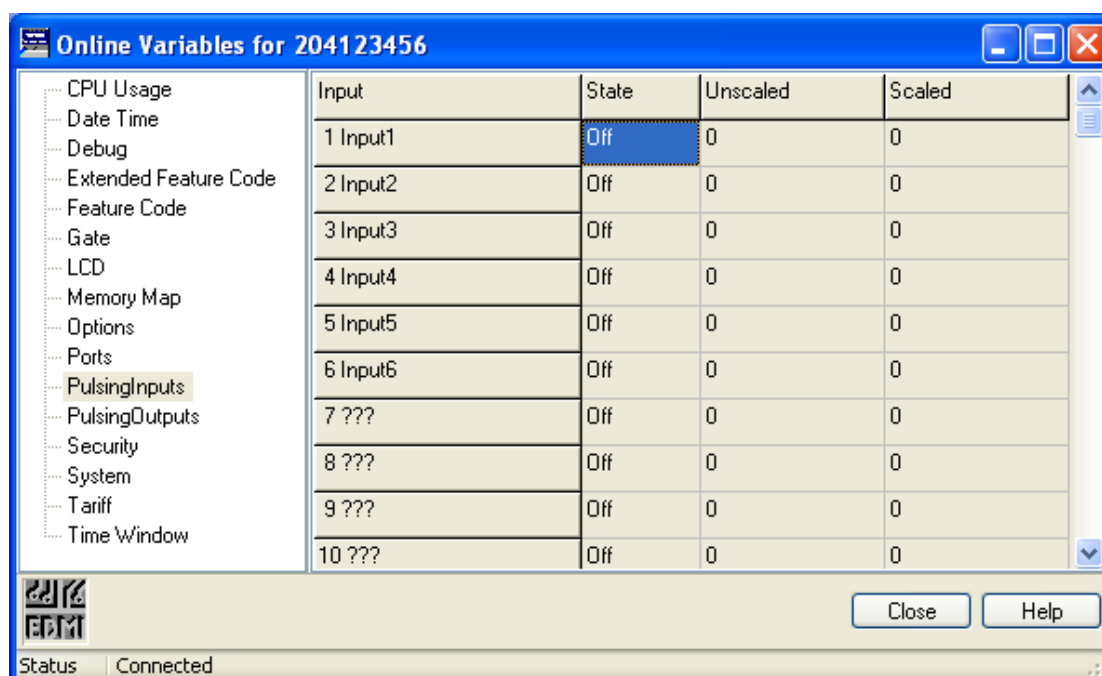 Online Variables for 204123456
CPU Usage
Date Time
Debug
Extended Feature Code
Feature Code
Gate
LCD
Memory Map
Options
Ports
PulsingInputs
PulsingOutputs
Security
System
Tariff
Time Window
Input State Unscaled Scaled
1 Input1 Off 0 0
2 Input2 Off 0 0
3 Input3 Off 0 0
4 Input4 Off 0 0
5 Input5 Off 0 0
6 Input6 Off 0 0
7 ??? Off 0 0
8 ??? Off 0 0
9 ??? Off 0 0
10 ??? Off 0 0
EDMI
Close Help
Status Connected